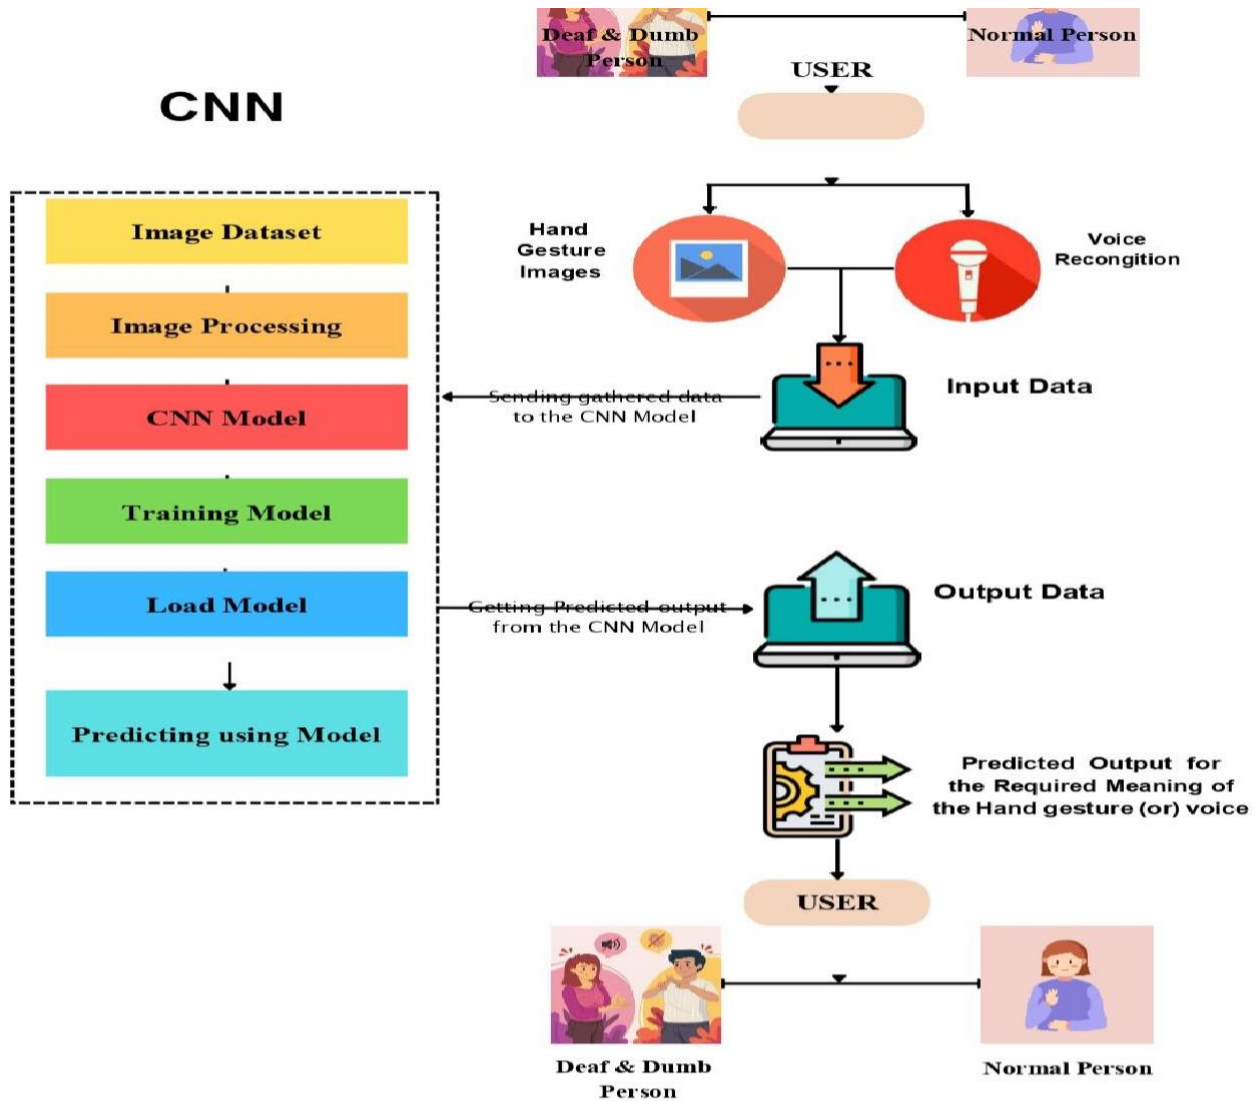 Deaf & Dumb
Person
Normal Person
USER
CNN
Image Dataset
Image Processing
CNN Model
Training Model
Load Model
Predicting using Model
Hand
Gesture
Images
Voice
Recongition
Input Data
Sending gathered data
to the CNN Model
Output Data
Getting Predicted output
from the CNN Model
Predicted Output for
the Required Meaning of
the Hand gesture (or) voice
USER
Deaf & Dumb
Person
Normal Person